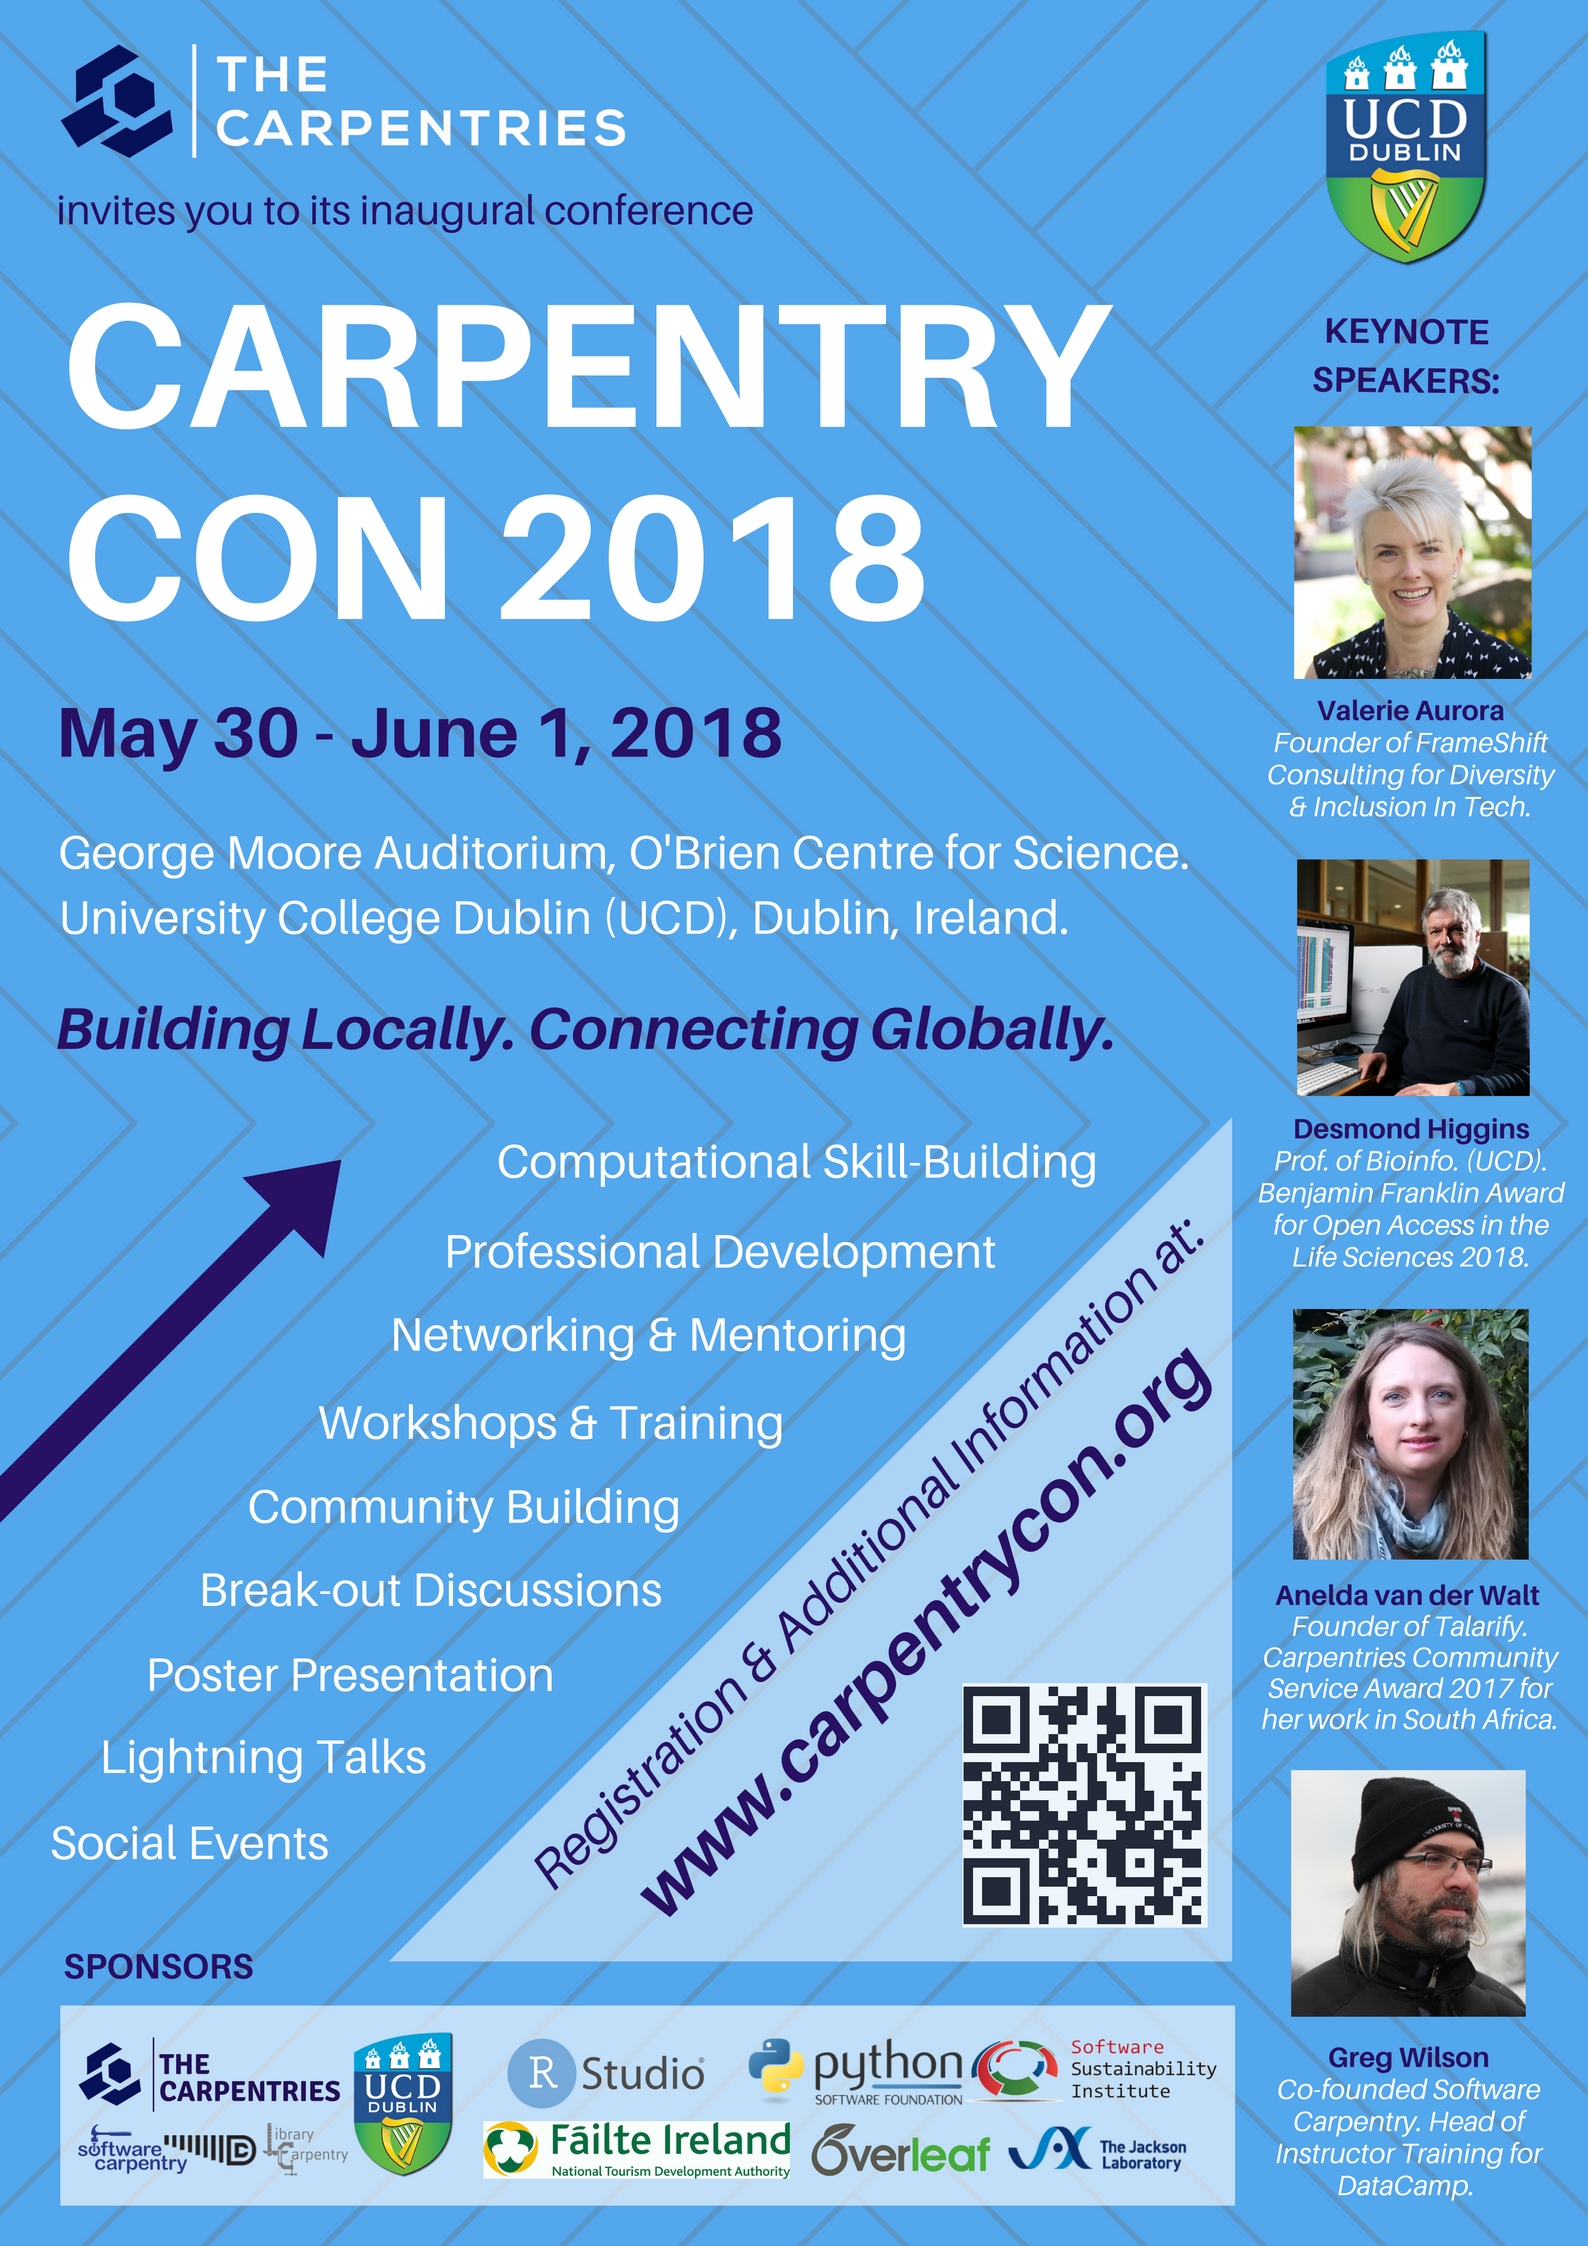 THE
CARPENTRIES
invites you to its inaugural conference
CARPENTRY
CON 2018
May 30 - June 1, 2018
George Moore Auditorium, O'Brien Centre for Science.
University College Dublin (UCD), Dublin, Ireland.
Building Locally. Connecting Globally.
Computational Skill-Building
Professional Development
Networking & Mentoring
Workshops & Training
Community Building
Break-out Discussions
Poster Presentation
Lightning Talks
Social Events
Registration & Additional Information at:
www.carpentrycon.org
UCD
DUBLIN
KEYNOTE
SPEAKERS:
Valerie Aurora
Founder of FrameShift
Consulting for Diversity
& Inclusion In Tech.
Desmond Higgins
Prof. of Bioinfo. (UCD).
Benjamin Franklin Award
for Open Access in the
Life Sciences 2018.
Anelda van der Walt
Founder of Talarify.
Carpentries Community
Service Award 2017 for
her work in South Africa.
UNIVERSITY OF
Greg Wilson
Co-founded Software
Carpentry. Head of
Instructor Training for
DataCamp.
SPONSORS
THE
CARPENTRIES
software
carpentry
DC
Library
Carpentry
UCD
DUBLIN
R Studio
python
SOFTWARE FOUNDATION
Software
Sustainability
Institute
Fáilte Ireland
National Tourism Development Authority
Overleaf
JAX
The Jackson
Laboratory